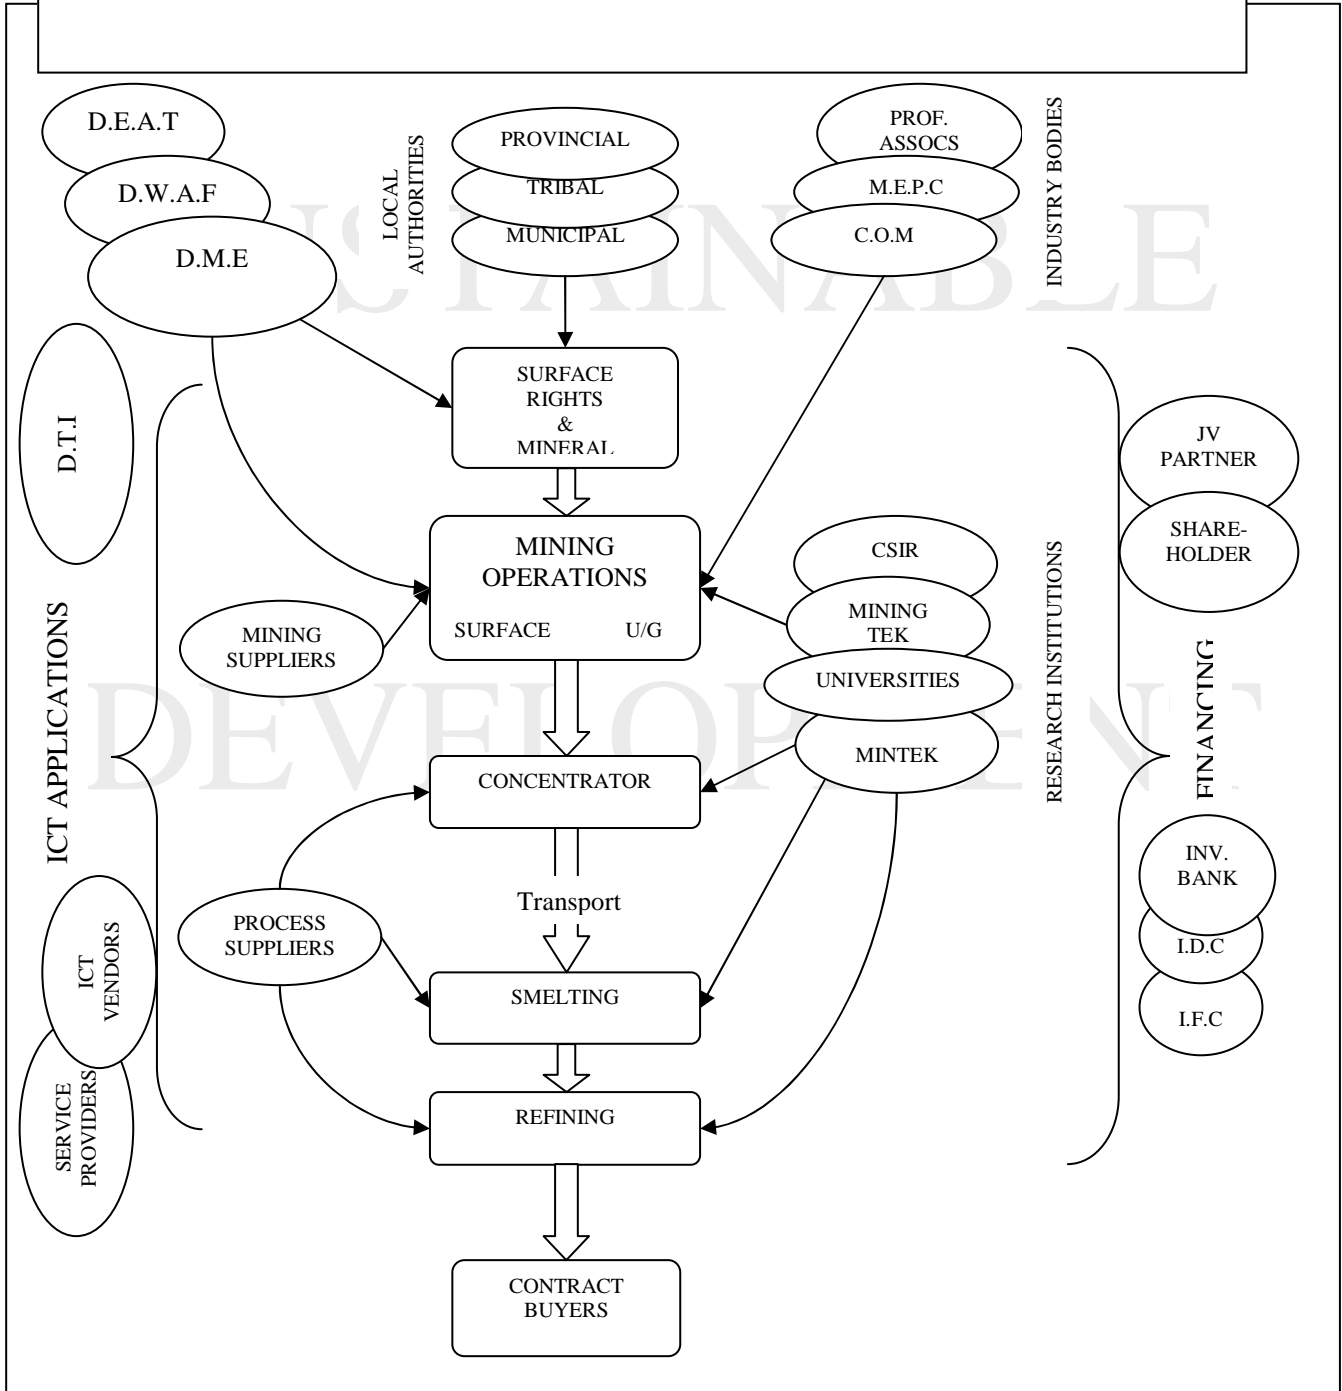 D.E.A.T
D.W.A.F
D.M.E
LOCAL
AUTHORITIES
PROVINCIAL
TRIBAL
MUNICIPAL
PROF.
ASSOCS
M.E.P.C
C.O.M
INDUSTRY BODIES
SUSTAINABLE
D.T.I
SURFACE
RIGHTS
&
MINERAL
JV
PARTNER
SHARE-
HOLDER
MINING
OPERATIONS
SURFACE U/G
CSIR
MINING
TEK
UNIVERSITIES
MINTEK
RESEARCH INSTITUTIONS
MINING
SUPPLIERS
ICT APPLICATIONS
FINANCING
DEVELOPMENT
CONCENTRATOR
Transport
PROCESS
SUPPLIERS
INV.
BANK
I.D.C
I.F.C
ICT
VENDORS
SERVICE
PROVIDERS
SMELTING
REFINING
CONTRACT
BUYERS